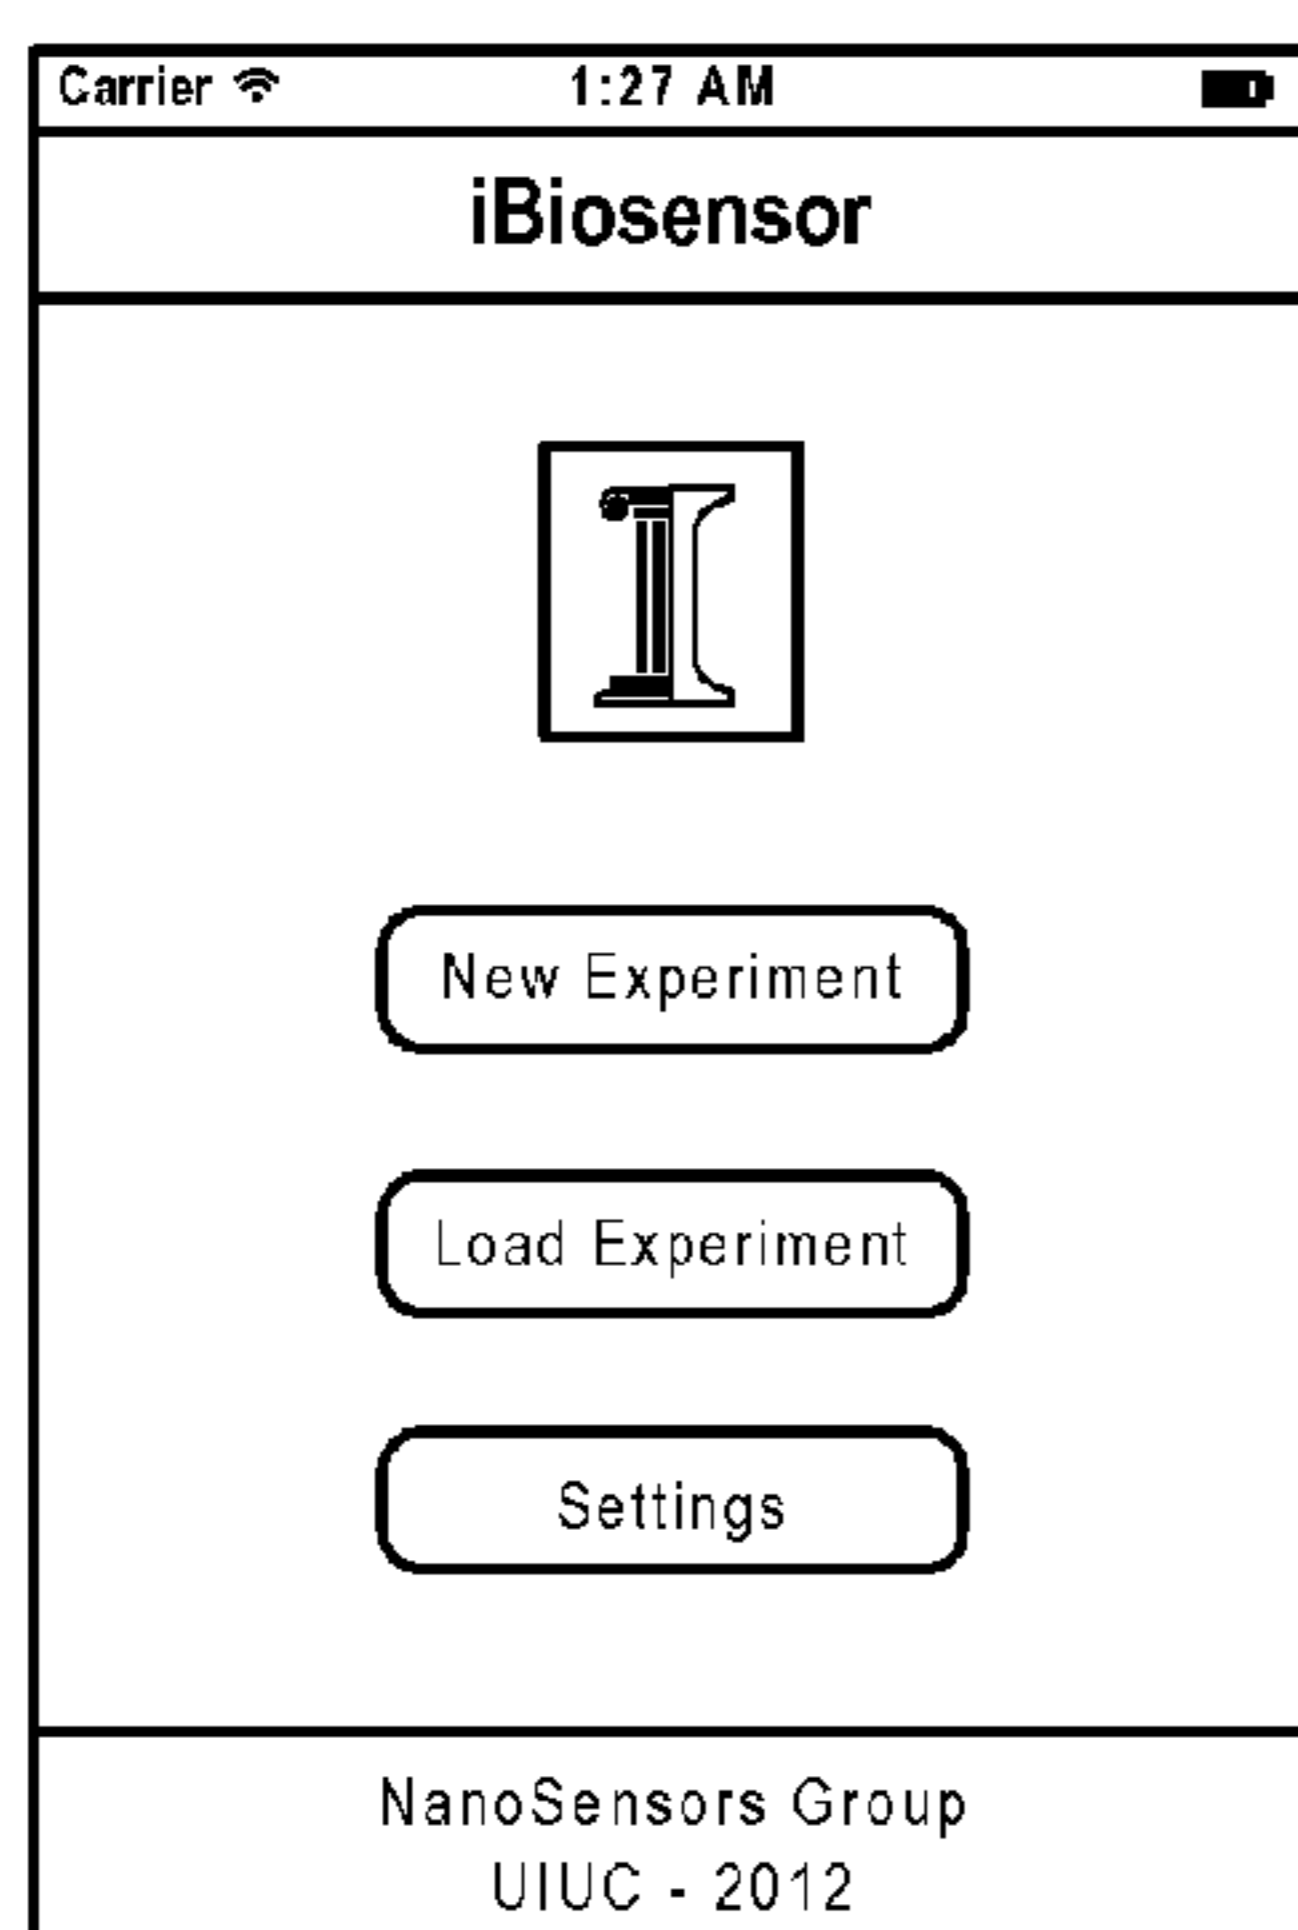 Carrier 1:27 AM
iBiosensor
I
New Experiment
Load Experiment
Settings
NanoSensors Group
UIUC - 2012